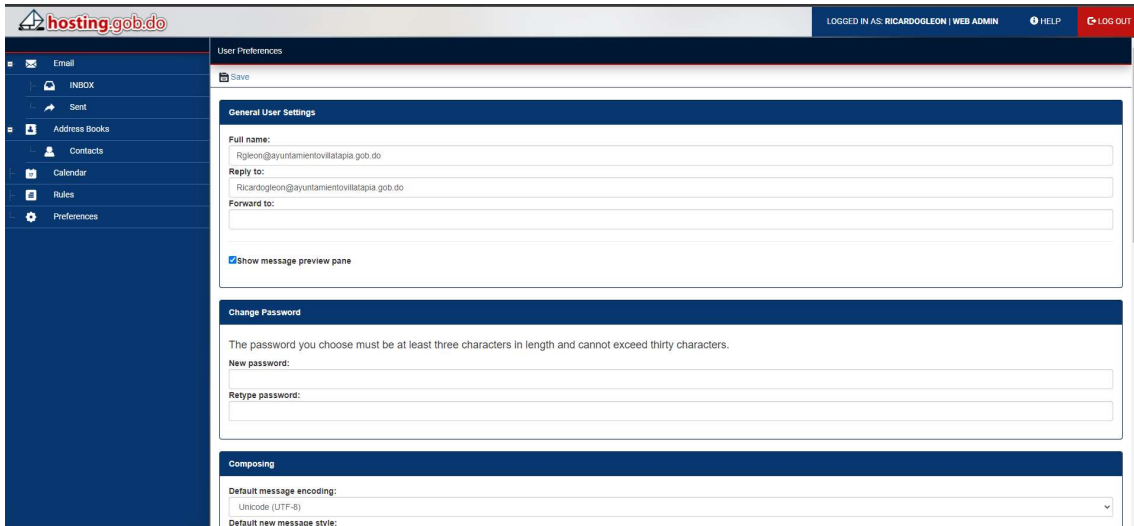 hosting.gob.do
LOGGED IN AS: RICARDOGLEON | WEB ADMIN
HELP
LOG OUT
Email
INBOX
Sent
Address Books
Contacts
Calendar
Rules
Preferences
User Preferences
Save
General User Settings
Full name:
Rgleon@ayuntamientovillatapia.gob.do
Reply to:
Ricardogleon@ayuntamientovillatapia.gob.do
Forward to:
Show message preview pane
Change Password
The password you choose must be at least three characters in length and cannot exceed thirty characters.
New password:
Retype password:
Composing
Default message encoding:
Unicode (UTF-8)
Default new message style: